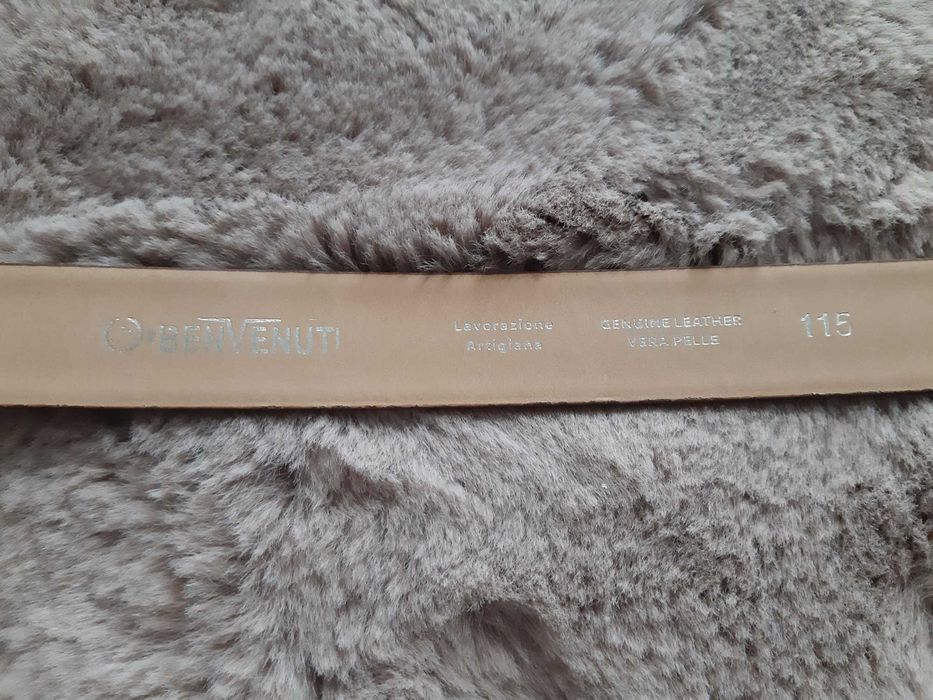 BENVENUTI
Lavorazione
Artigiana
GENUINE LEATHER
VERA PELLE
115